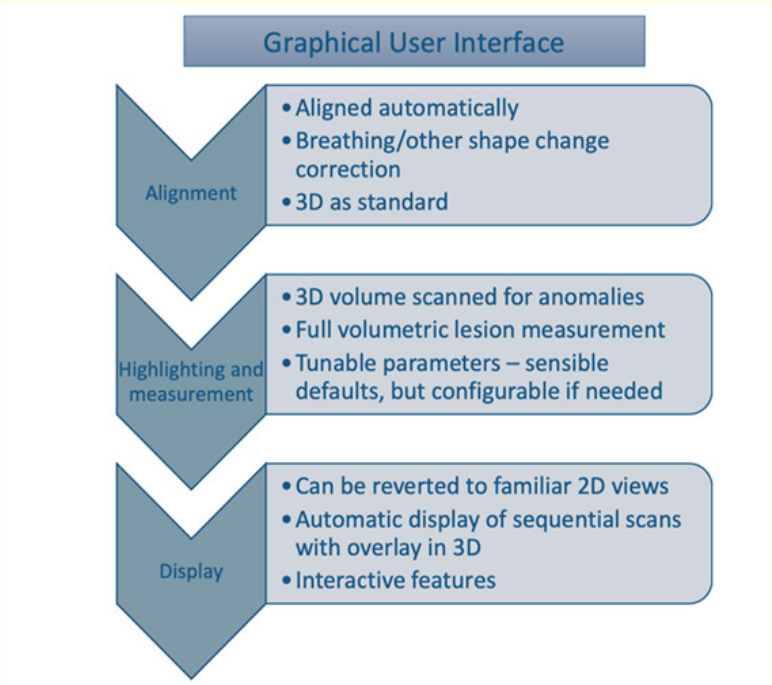 Graphical User Interface
Alignment
• Aligned automatically
• Breathing/other shape change
correction
• 3D as standard
Highlighting and
measurement
• 3D volume scanned for anomalies
• Full volumetric lesion measurement
• Tunable parameters – sensible
defaults, but configurable if needed
Display
• Can be reverted to familiar 2D views
• Automatic display of sequential scans
with overlay in 3D
• Interactive features